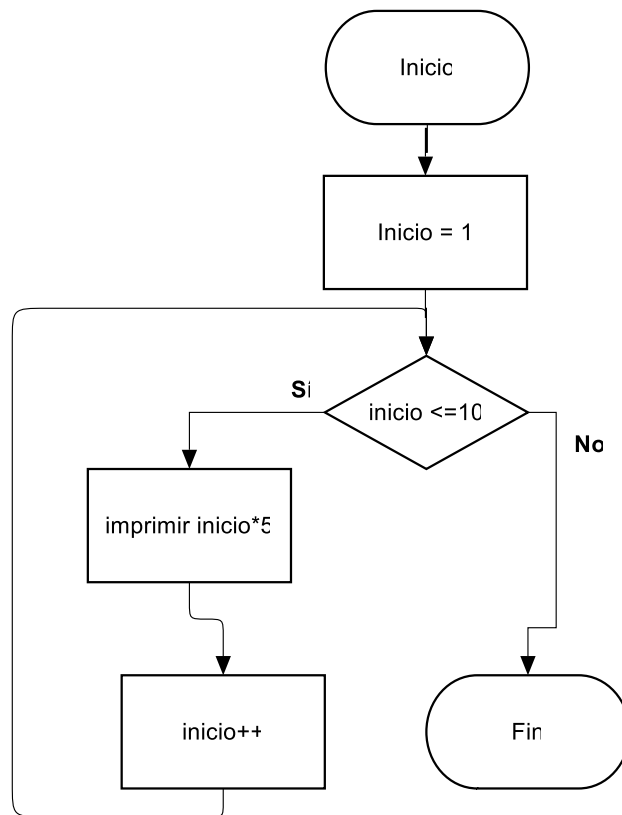 Inicio
Inicio = 1
inicio <=10
Si
No
imprimir inicio*5
inicio++
Fin